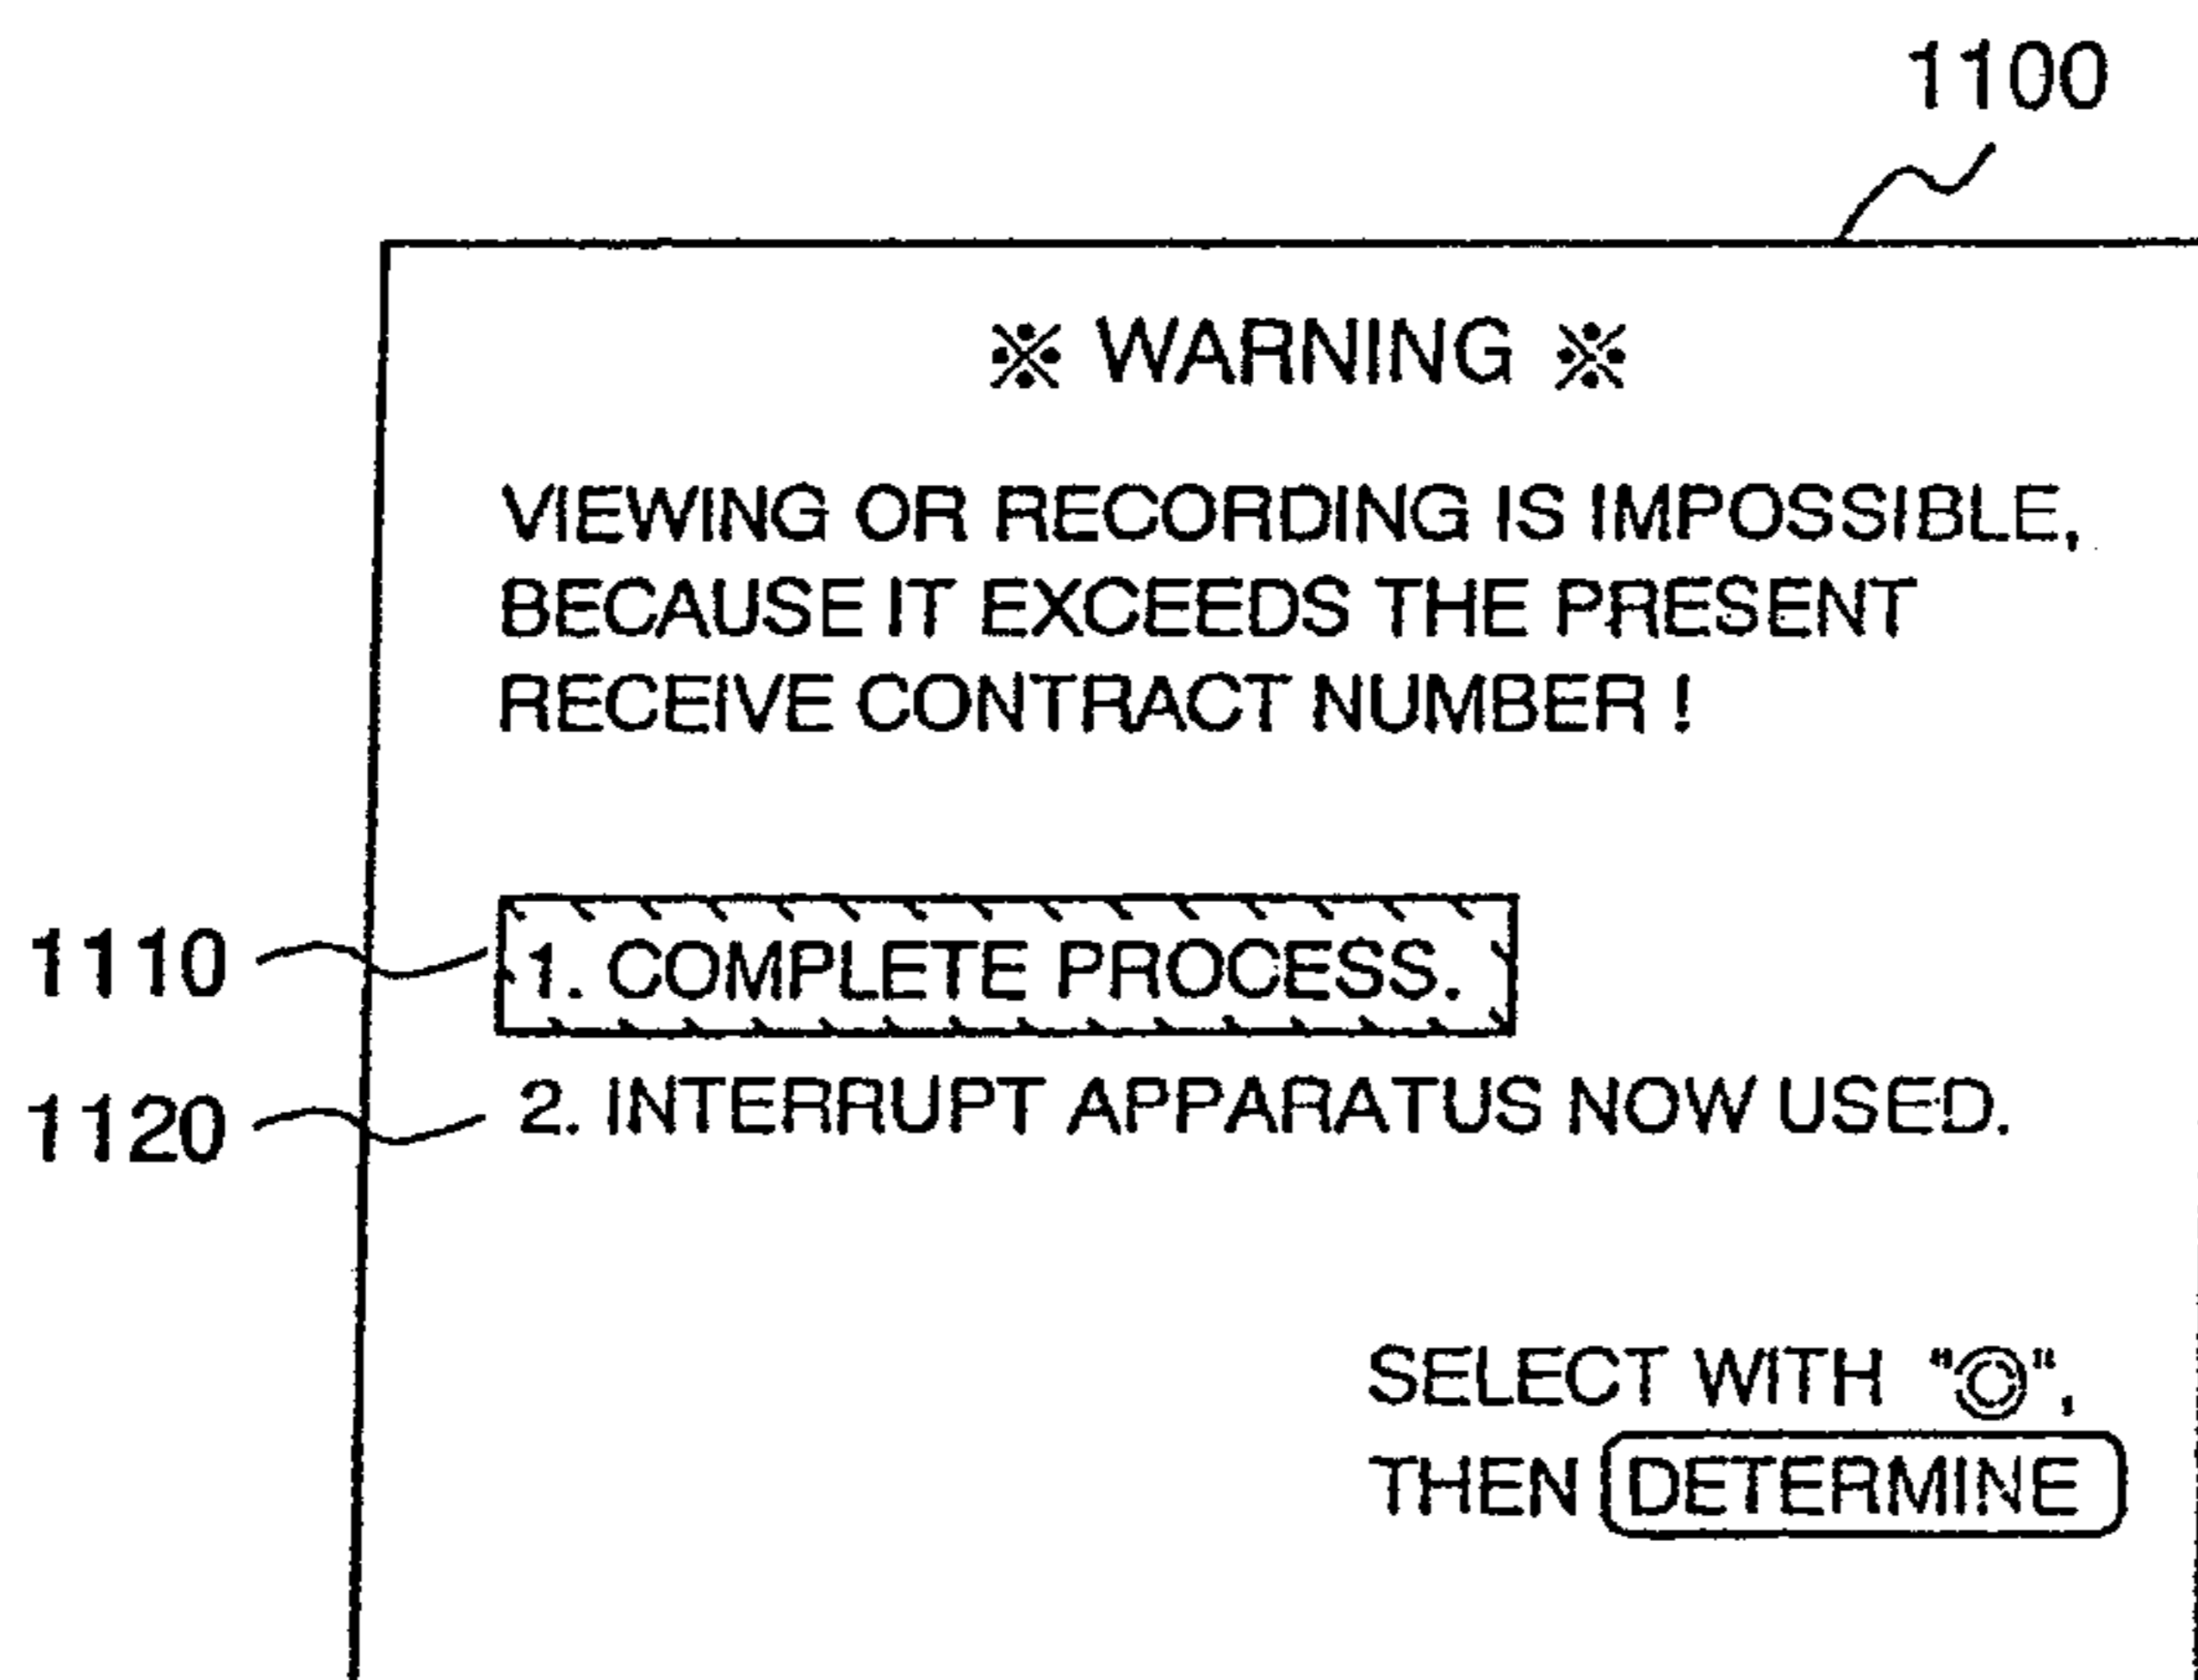 1100
※ WARNING ※
VIEWING OR RECORDING IS IMPOSSIBLE,
BECAUSE IT EXCEEDS THE PRESENT
RECEIVE CONTRACT NUMBER !
1110
1. COMPLETE PROCESS.
1120
2. INTERRUPT APPARATUS NOW USED.
SELECT WITH "◎",
THEN DETERMINE